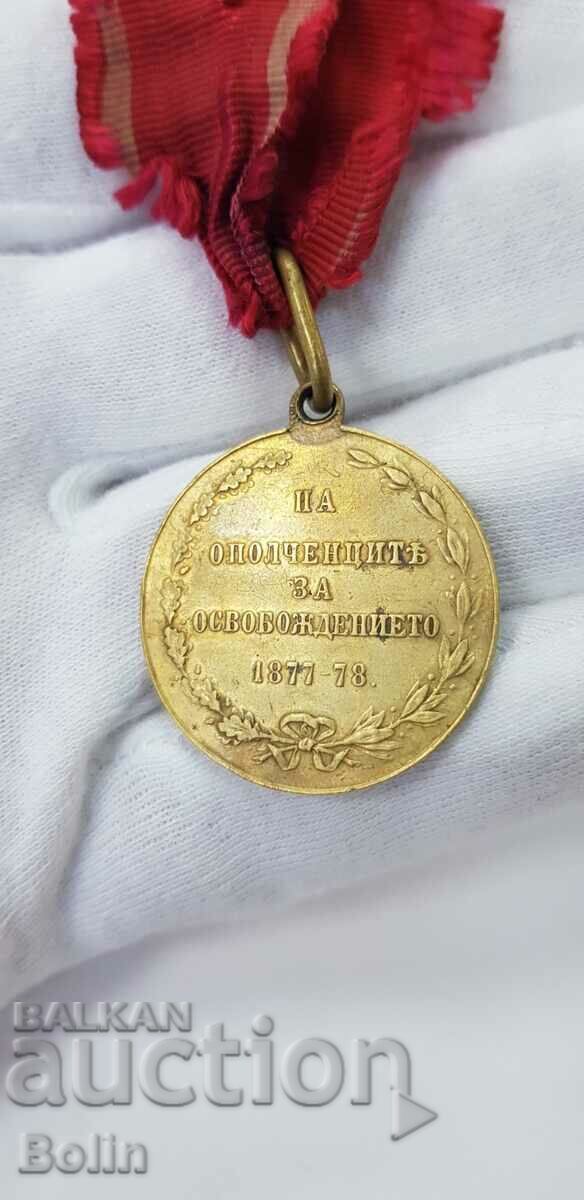 НА
ОПОЛЧЕНЦИТѢ
ЗА
ОСВОБОЖДЕНИЕТО
1877-78.
BALKAN
auction
Bolin